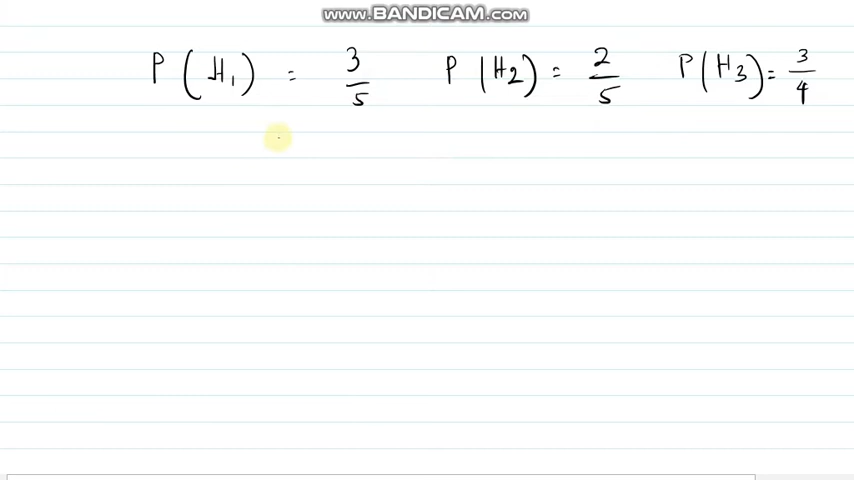 www.BANDICAM.com
P(H₁) = 3/5 P(H2) = 2/5 P(H3) = 3/4